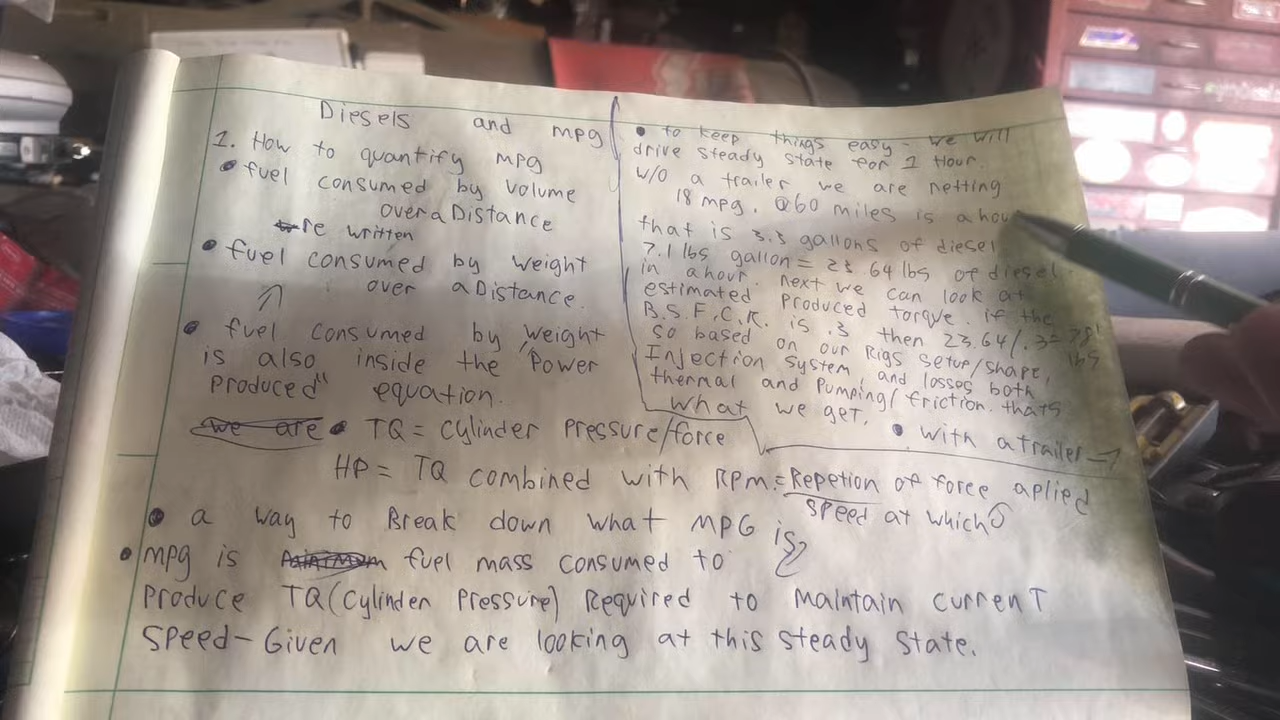 Diesels and mpg
1. How to quantify mpg
• fuel consumed by volume
over a Distance
re written
• fuel consumed by weight
over a Distance.
• fuel consumed by weight
is also inside the "Power
Produced" equation.
we are • TQ = cylinder Pressure/force
HP = TQ combined with RPM. = Repetion of force aplied
speed at which
• a way to Break down what MPG is
• mpg is fuel mass consumed to
Produce TQ (cylinder Pressure) Required to maintain current
speed - Given we are looking at this steady state.
• to keep things easy - we will
drive steady state for 1 Hour.
w/o a trailer we are netting
18 mpg. @60 miles is a hour
that is 3.3 gallons of diesel
7.1 lbs gallon = 23.64 lbs of diesel
in a hour. next we can look at
estimated produced torque. if the
B.S.F.C.R. is .3 then 23.64/.3 = 78
lbs
so based on our Rigs setup/shape,
Injection system, and losses both
thermal and Pumping/friction. thats
what we get.
• with a trailer →